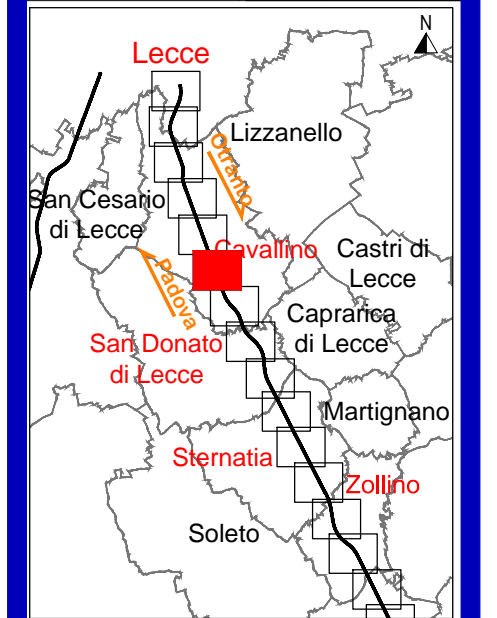 N
Lecce
Lizzanello
Otranto
San Cesario
di Lecce
Cavallino
Castri di
Lecce
Padova
Caprarica
di Lecce
San Donato
di Lecce
Martignano
Sternatia
Zollino
Soleto